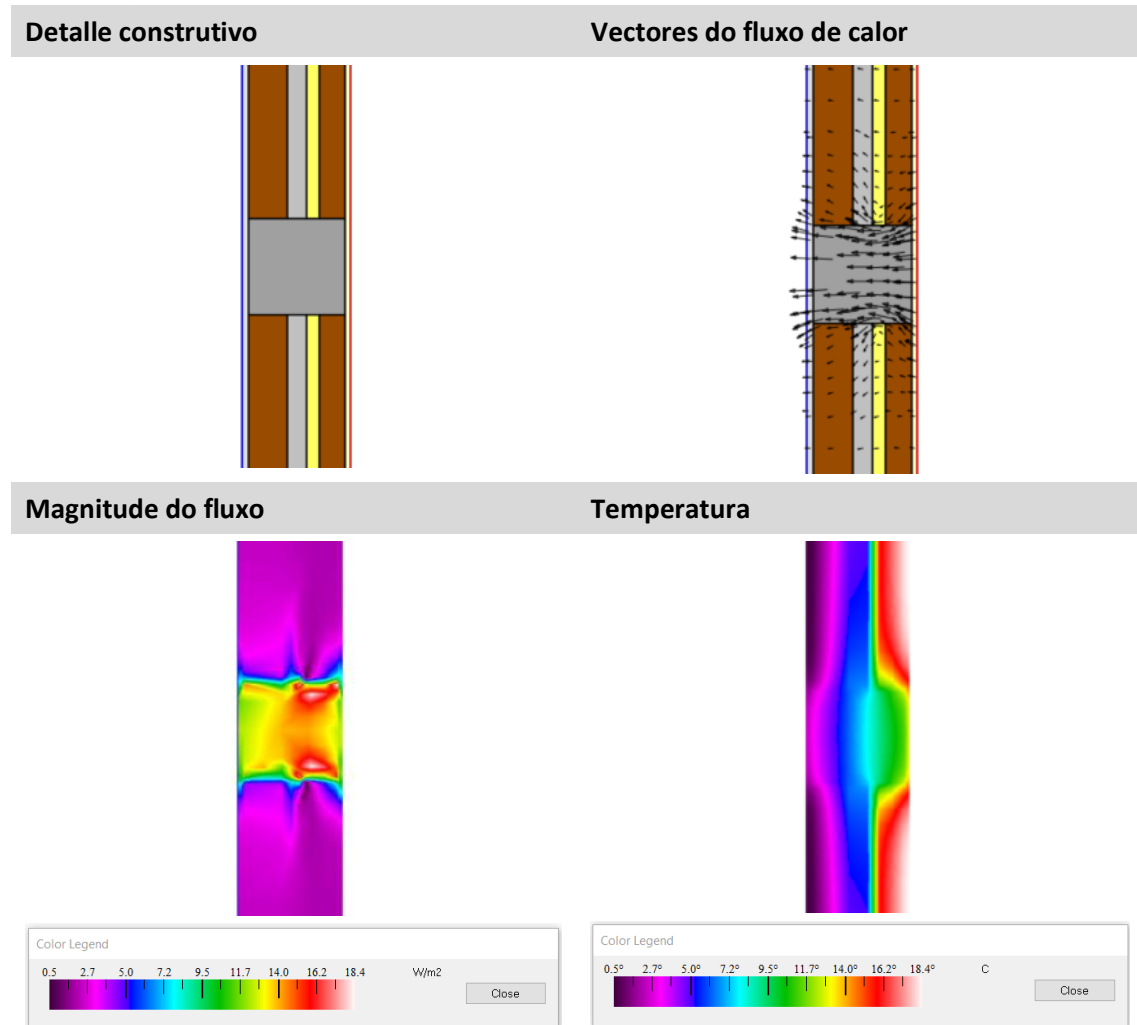 Detalle construtivo
Vectores do fluxo de calor
Magnitude do fluxo
Temperatura
Color Legend
0.5 2.7 5.0 7.2 9.5 11.7 14.0 16.2 18.4 W/m2
Close
Color Legend
0.5° 2.7° 5.0° 7.2° 9.5° 11.7° 14.0° 16.2° 18.4° C
Close